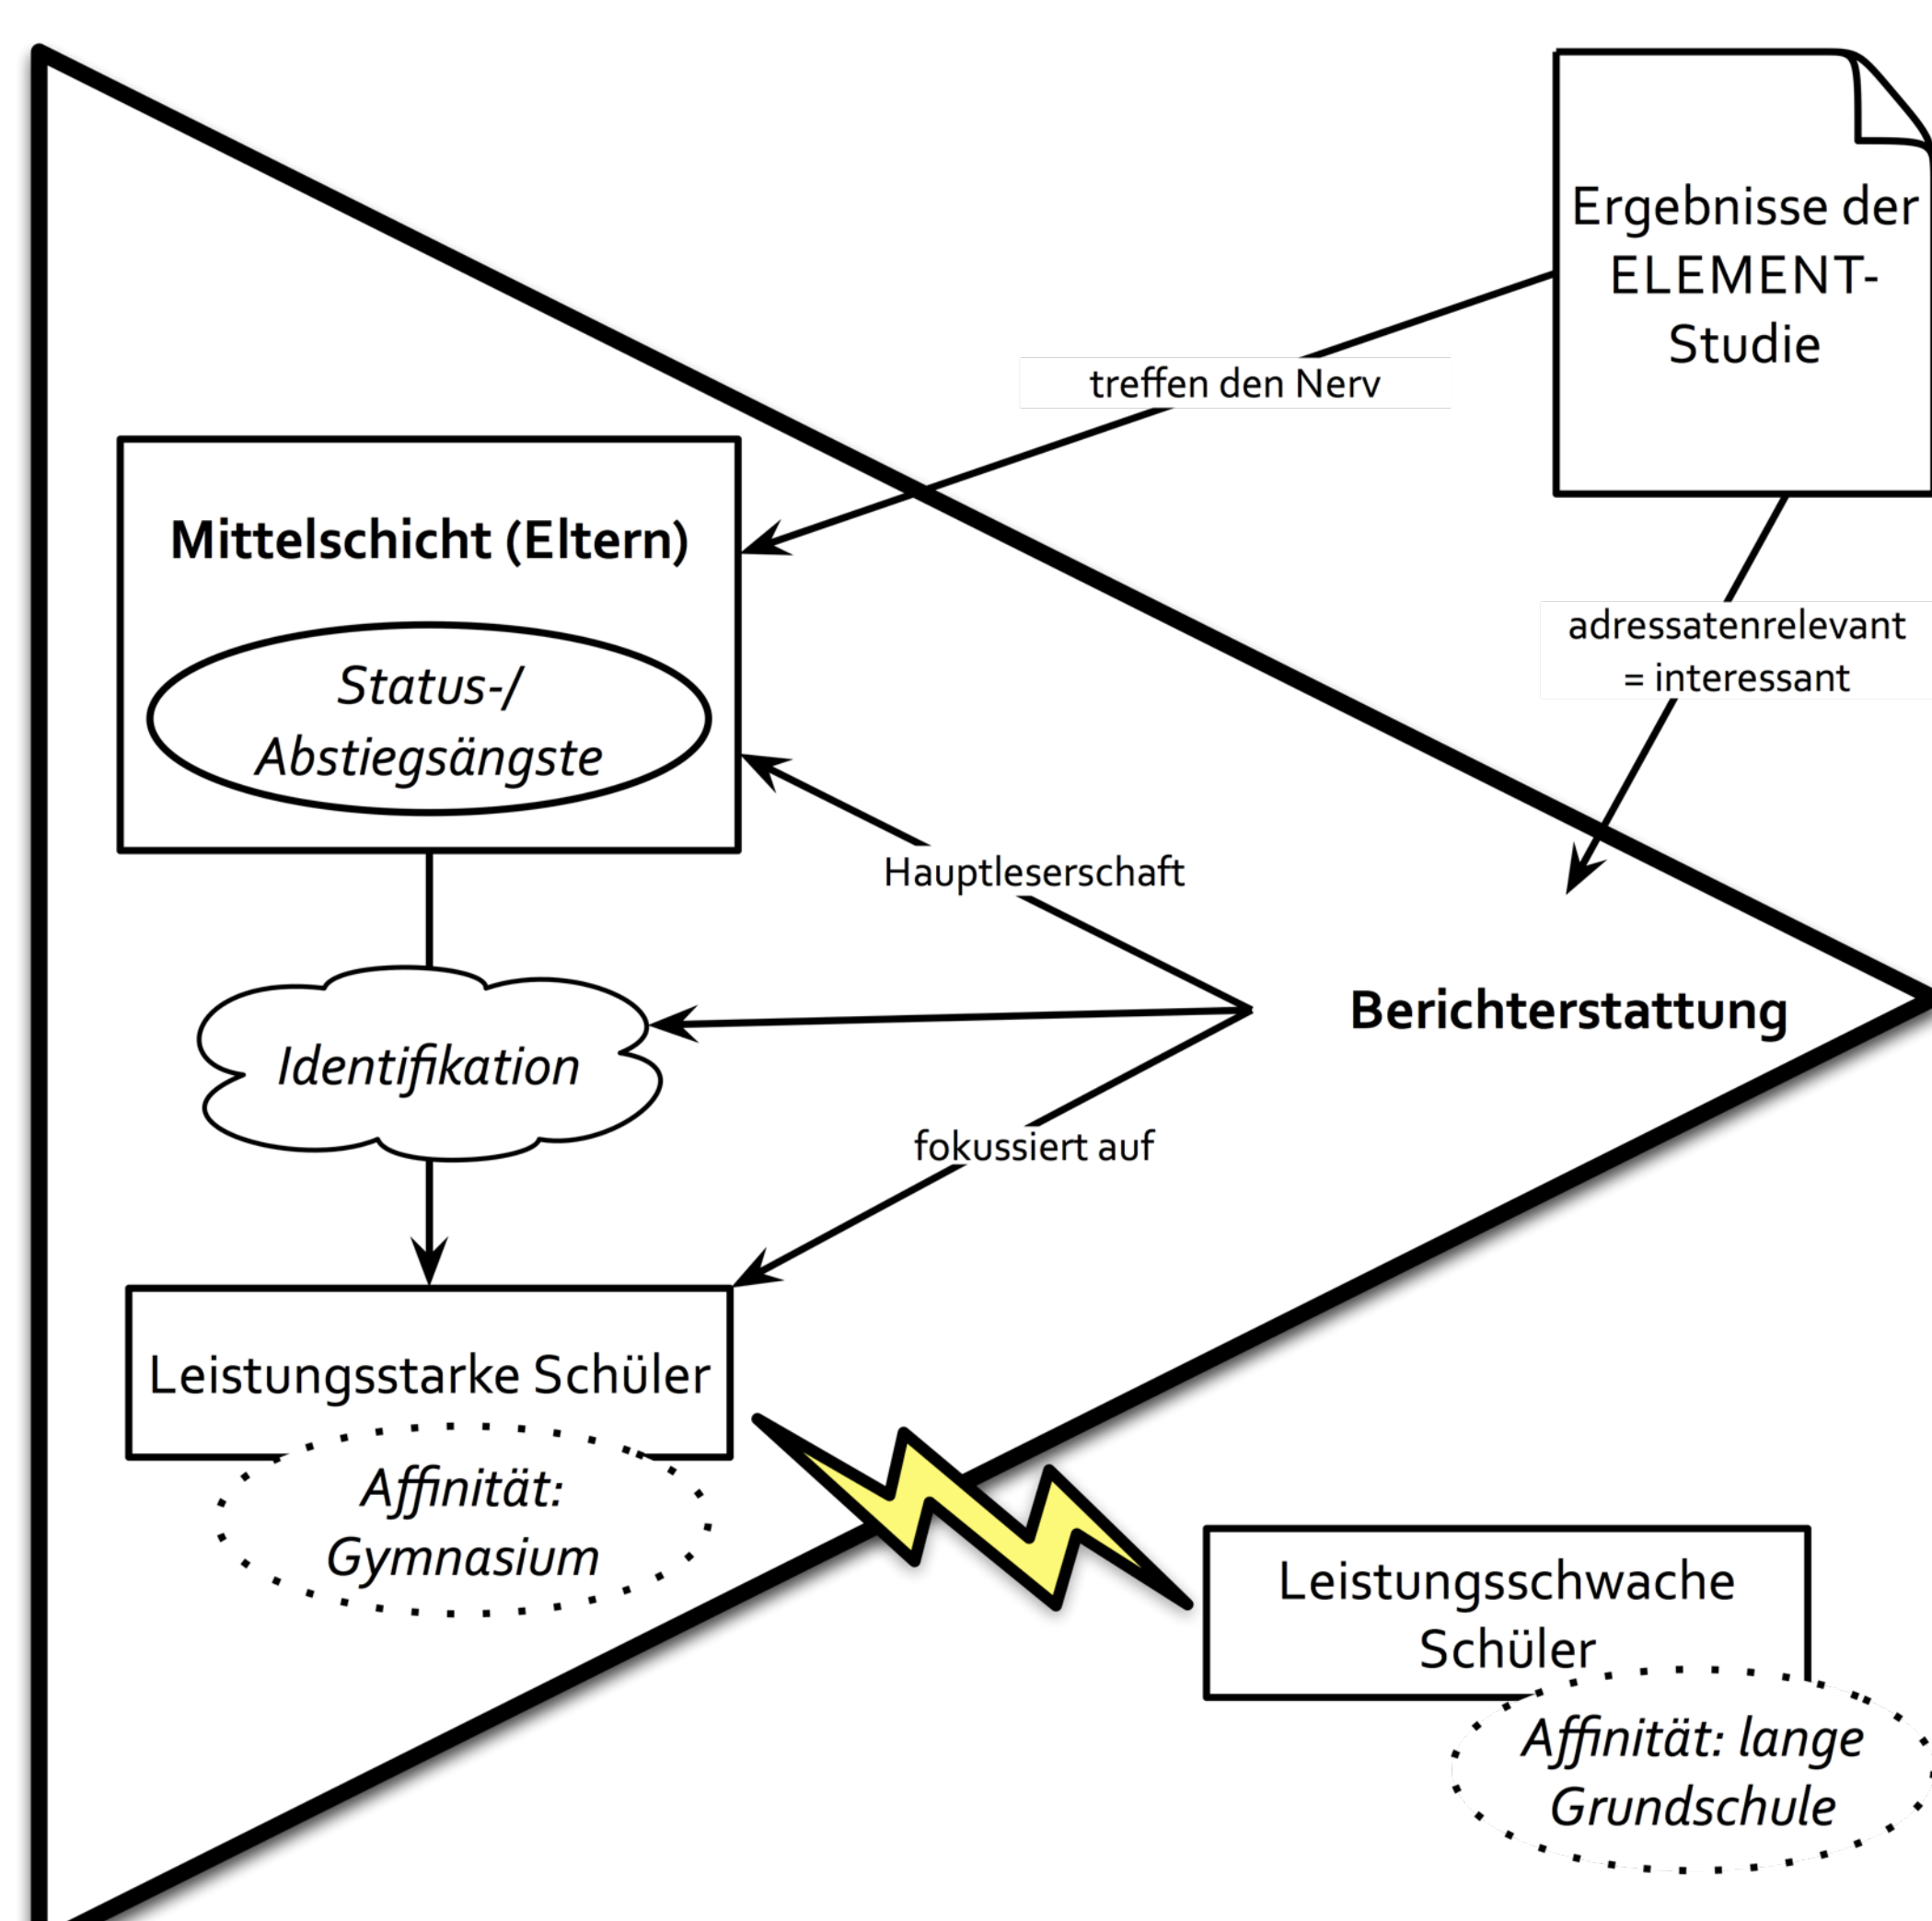 Ergebnisse der
ELEMENT-
Studie
treffen den Nerv
Mittelschicht (Eltern)
Status-/
Abstiegsängste
adressatenrelevant
= interessant
Hauptleserschaft
Berichterstattung
Identifikation
fokussiert auf
Leistungsstarke Schüler
Affinität:
Gymnasium
Leistungsschwache
Schüler
Affinität: lange
Grundschule